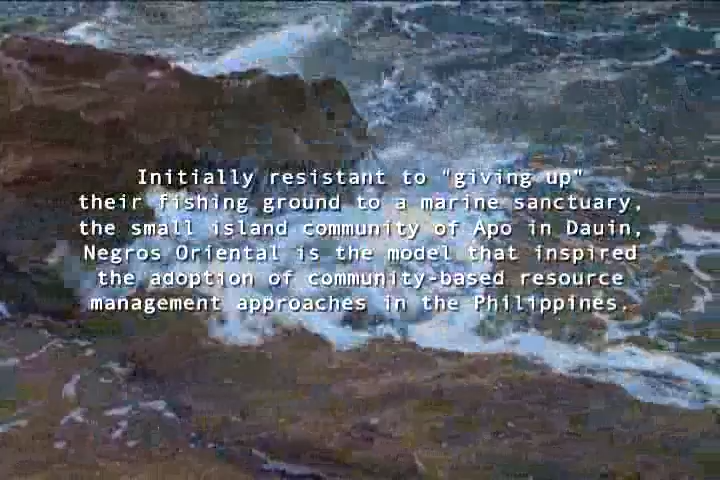 Initially resistant to "giving up"
their fishing ground to a marine sanctuary,
the small island community of Apo in Dauin,
Negros Oriental is the model that inspired
the adoption of community-based resource
management approaches in the Philippines.